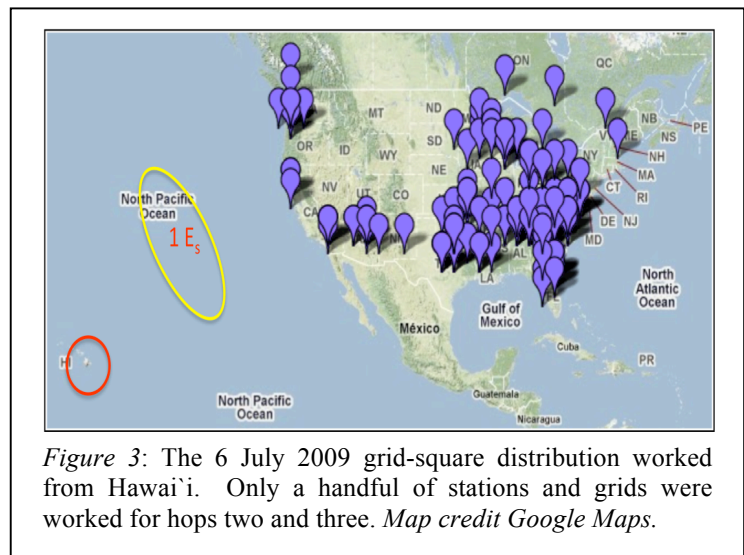 ON
QC
MT
ND
NB
PE
OR
ID
SD
NS
WY
NY
NH
NE
MA
NV
UT
CO
CT
RI
CA
North Pacific
Ocean
1 Es
DE
NJ
MD
AL
LA
North
Atlantic
Ocean
Gulf of
Mexico
México
HI
Cuba
PR
North Pacific
Ocean
Guatemala
Nicaragua
Figure 3: The 6 July 2009 grid-square distribution worked
from Hawai`i. Only a handful of stations and grids were
worked for hops two and three. Map credit Google Maps.